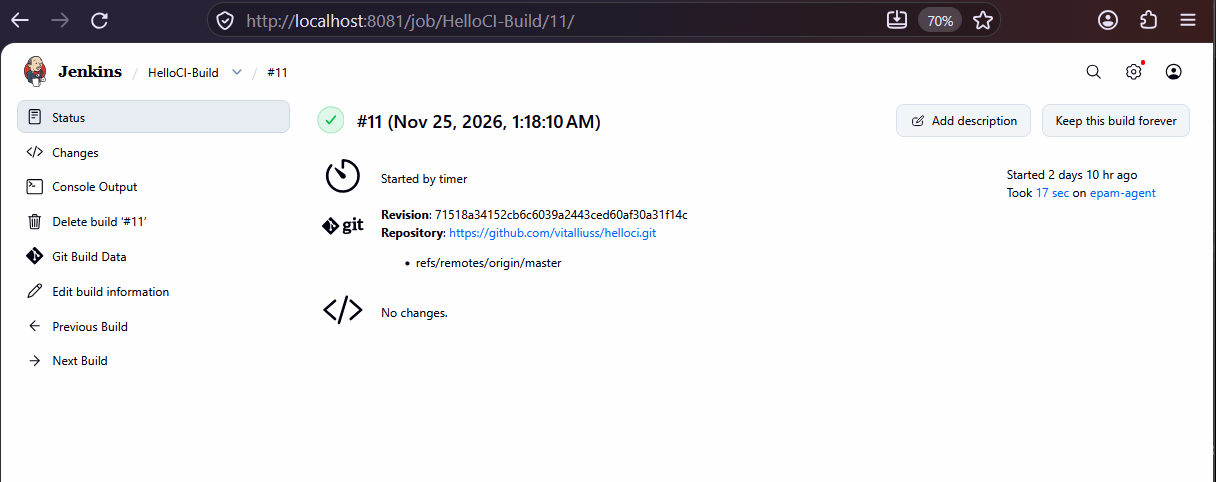 http://localhost:8081/job/HelloCI-Build/11/
70%
Jenkins / HelloCI-Build / #11
Status
Changes
Console Output
Delete build ‘#11’
Git Build Data
Edit build information
Previous Build
Next Build
#11 (Nov 25, 2026, 1:18:10 AM)
Add description
Keep this build forever
Started by timer
Started 2 days 10 hr ago
Took 17 sec on epam-agent
git
Revision: 71518a34152cb6c6039a2443ced60af30a31f14c
Repository: https://github.com/vitalliuss/helloci.git
• refs/remotes/origin/master
No changes.